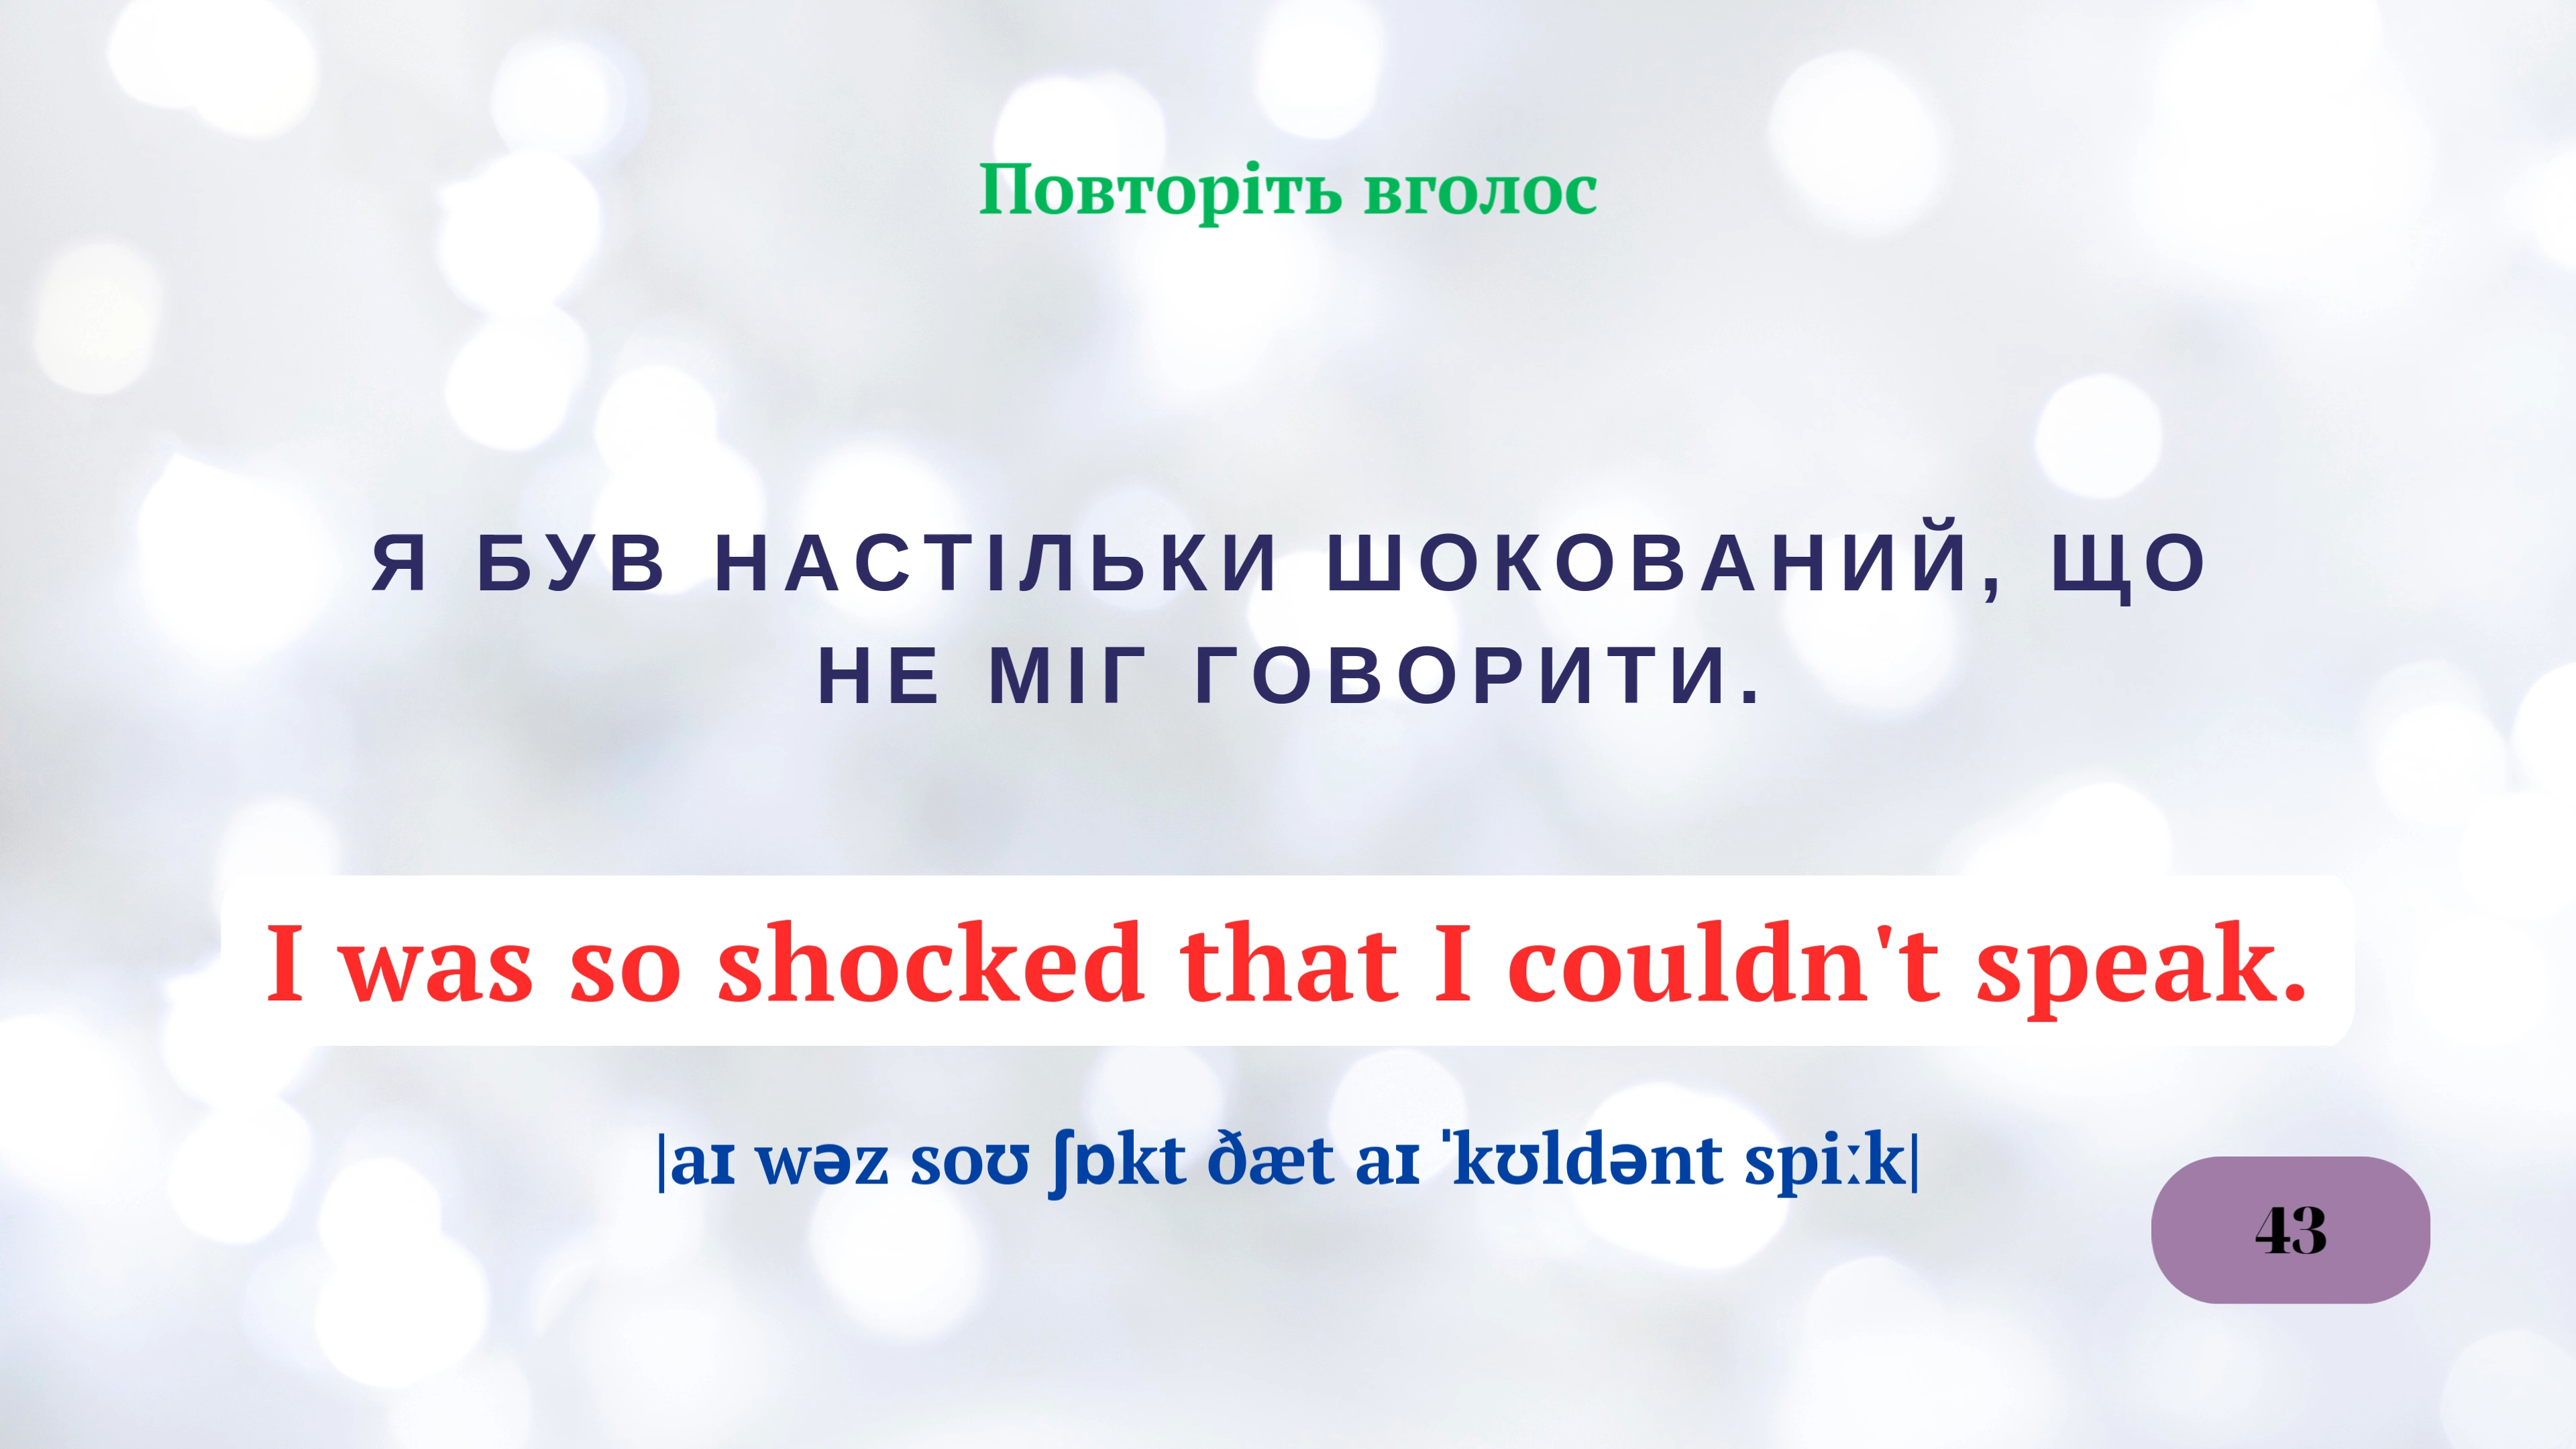 Повторіть вголос
Я БУВ НАСТІЛЬКИ ШОКОВАНИЙ, ЩО
НЕ МІГ ГОВОРИТИ.
I was so shocked that I couldn't speak.
|aɪ wəz soʊ ʃɒkt ðæt aɪ ˈkʊldənt spiːk|
43